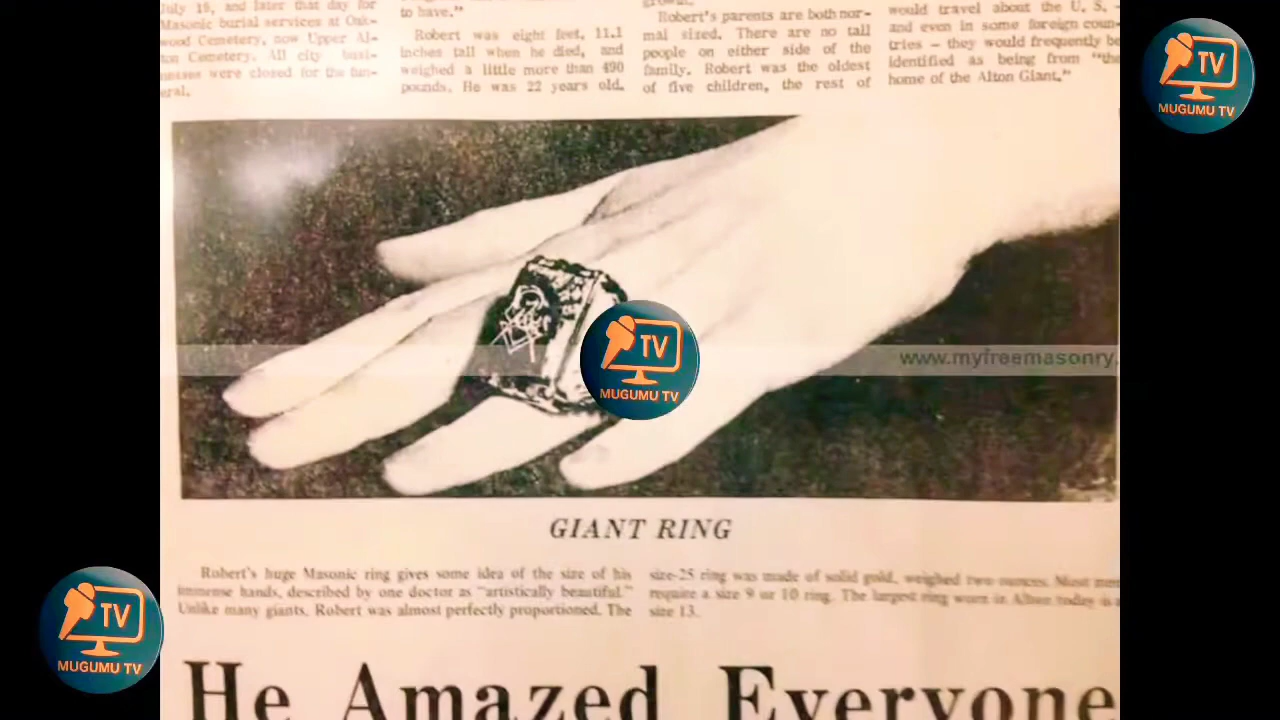 July 15, and later that day for
Masonic burial services at Oak-
wood Cemetery, now Upper Al-
ton Cemetery. All city busi-
nesses were closed for the fun-
eral.
to have."
Robert was eight feet, 11.1
inches tall when he died, and
weighed a little more than 490
pounds. He was 22 years old.
Robert's parents are both nor-
mal sized. There are no tall
people on either side of the
family. Robert was the oldest
of five children, the rest of
would travel about the U. S. -
and even in some foreign coun-
tries - they would frequently be
identified as being from "the
home of the Alton Giant."
TV
MUGUMU TV
www.myfreemasonry.
TV
MUGUMU TV
GIANT RING
Robert's huge Masonic ring gives some idea of the size of his
immense hands, described by one doctor as "artistically beautiful."
Unlike many giants, Robert was almost perfectly proportioned. The
size-25 ring was made of solid gold, weighed two ounces. Most men
require a size 9 or 10 ring. The largest ring worn in Alton today is a
size 13.
TV
MUGUMU TV
He Amazed Everyone